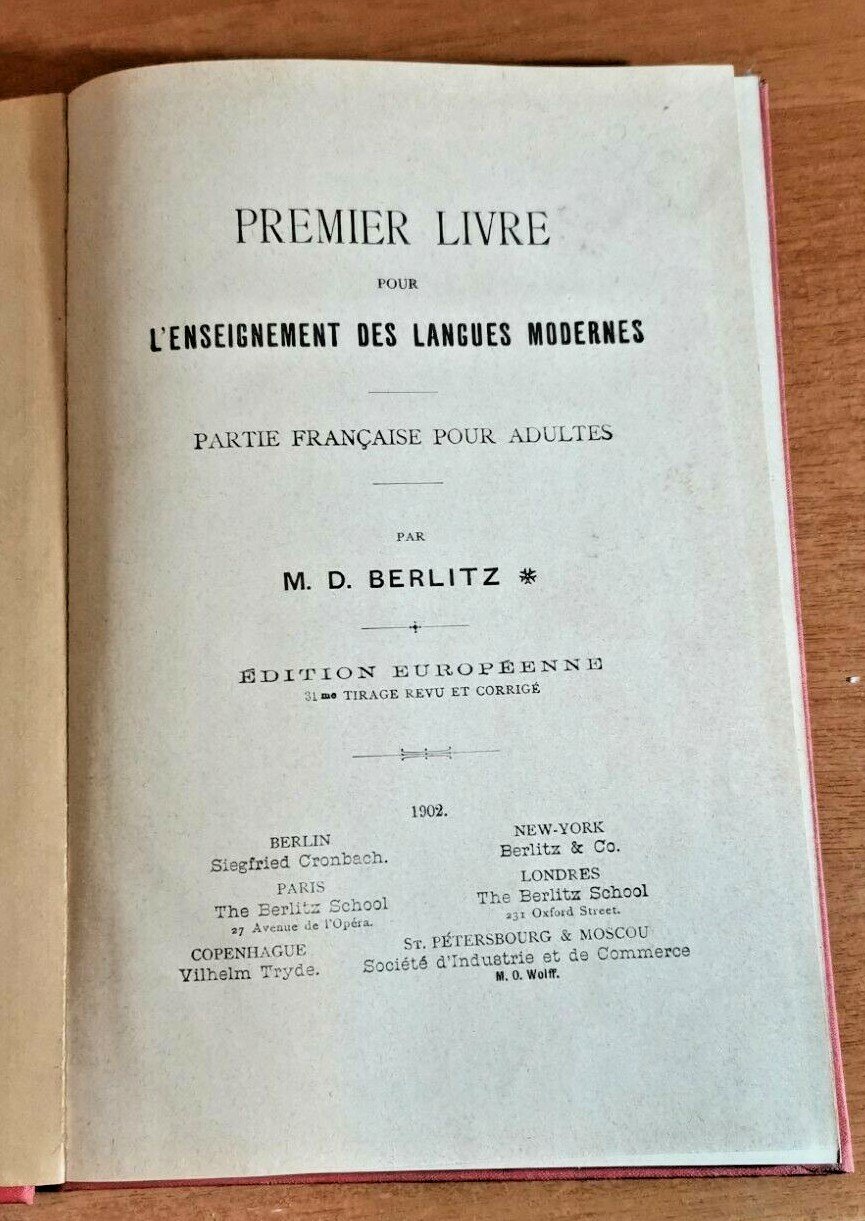 PREMIER LIVRE
POUR
L'ENSEIGNEMENT DES LANGUES MODERNES
PARTIE FRANÇAISE POUR ADULTES
PAR
M. D. BERLITZ
ÉDITION EUROPÉENNE
31me TIRAGE REVU ET CORRIGÉ
1902.
BERLIN
Siegfried Cronbach.
NEW-YORK
Berlitz & Co.
PARIS
The Berlitz School
27 Avenue de l'Opéra.
LONDRES
The Berlitz School
231 Oxford Street.
COPENHAGUE
Vilhelm Tryde.
ST. PÉTERSBOURG & MOSCOU
Société d'Industrie et de Commerce
M. O. Wolff.